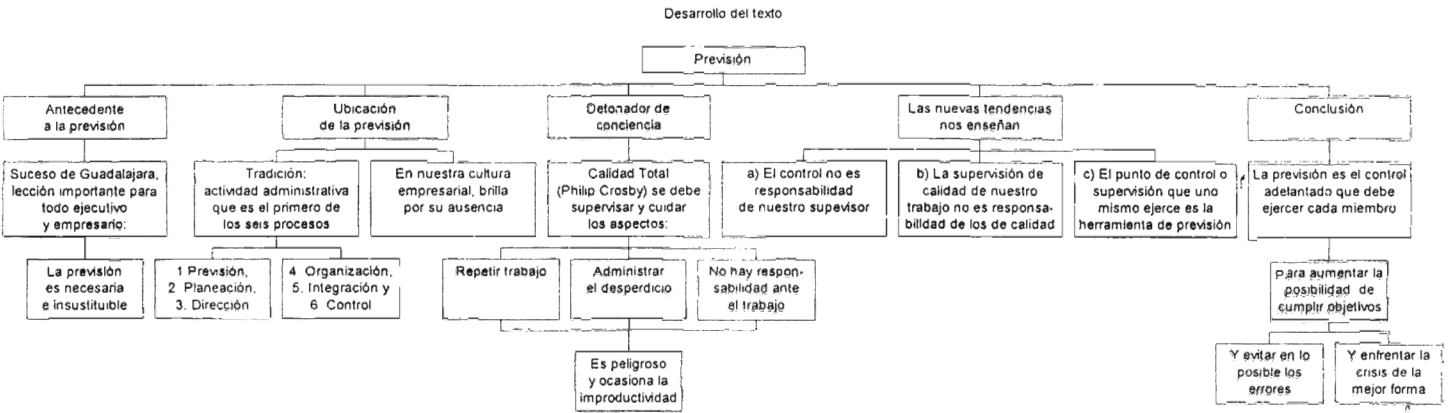 Desarrollo del texto
Previsión
Antecedente
a la previsión
Ubicación
de la previsión
Detonador de
conciencia
Las nuevas tendencias
nos enseñan
Conclusión
Suceso de Guadalajara,
lección importante para
todo ejecutivo
y empresario:
Tradición:
actividad administrativa
que es el primero de
los seis procesos
En nuestra cultura
empresarial, brilla
por su ausencia
Calidad Total
(Philip Crosby) se debe
supervisar y cuidar
los aspectos:
a) El control no es
responsabilidad
de nuestro supevisor
b) La supervisión de
calidad de nuestro
trabajo no es responsa-
bilidad de los de calidad
c) El punto de control o
supervisión que uno
mismo ejerce es la
herramienta de previsión
La previsión es el control
adelantado que debe
ejercer cada miembro
La previsión
es necesaria
e insustituible
1 Previsión,
2 Planeación,
3. Dirección
4 Organización,
5. Integración y
6 Control
Repetir trabajo
Administrar
el desperdicio
No hay respon-
sabilidad ante
el trabajo
Para aumentar la
posibilidad de
cumplir objetivos
Es peligroso
y ocasiona la
improductividad
Y evitar en lo
posible los
errores
Y enfrentar la
crisis de la
mejor forma